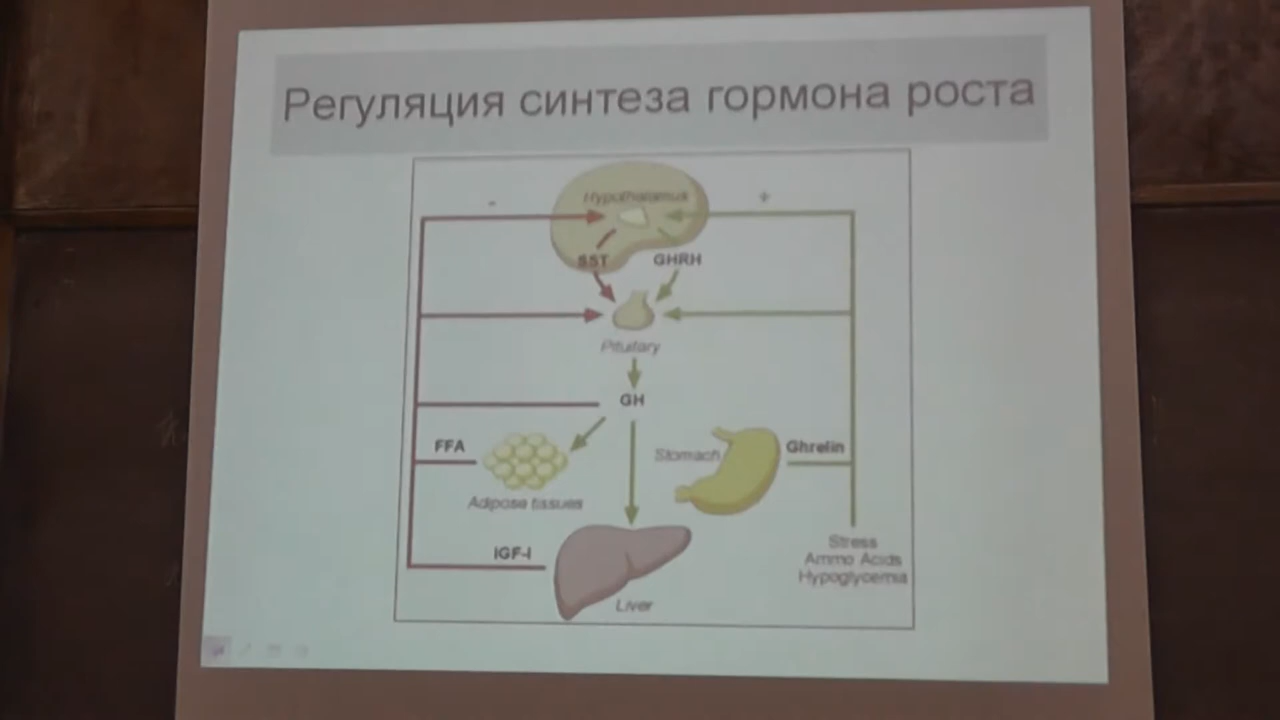 Регуляция синтеза гормона роста
Hypothalamus
-
+
SST
GHRH
Pituitary
GH
FFA
Adipose tissues
Stomach
Ghrelin
IGF-I
Liver
Stress
Amino Acids
Hypoglycemia